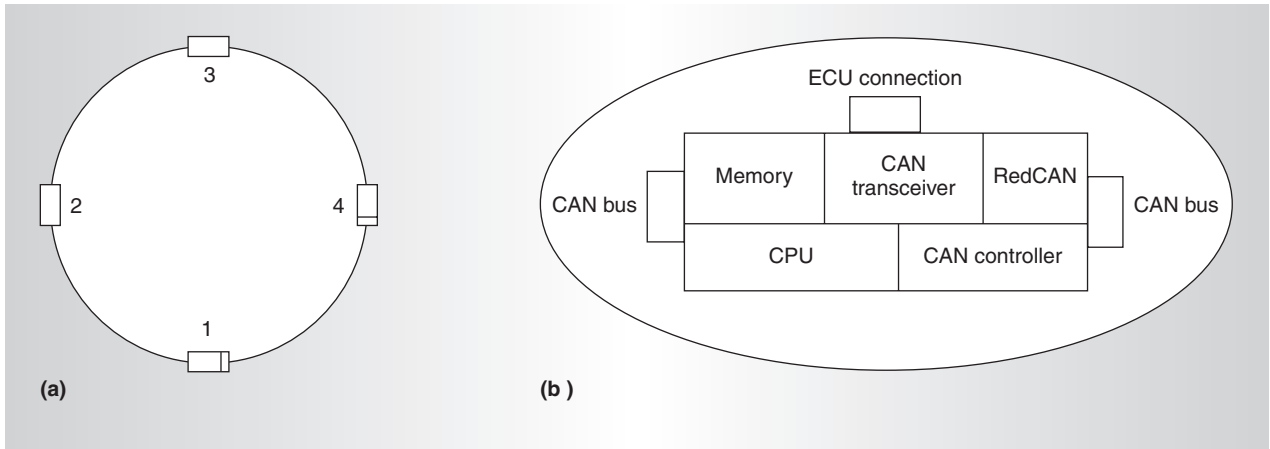 3
2
4
1
(a)
ECU connection
Memory
CAN
transceiver
RedCAN
CAN bus
CAN bus
CPU
CAN controller
(b )